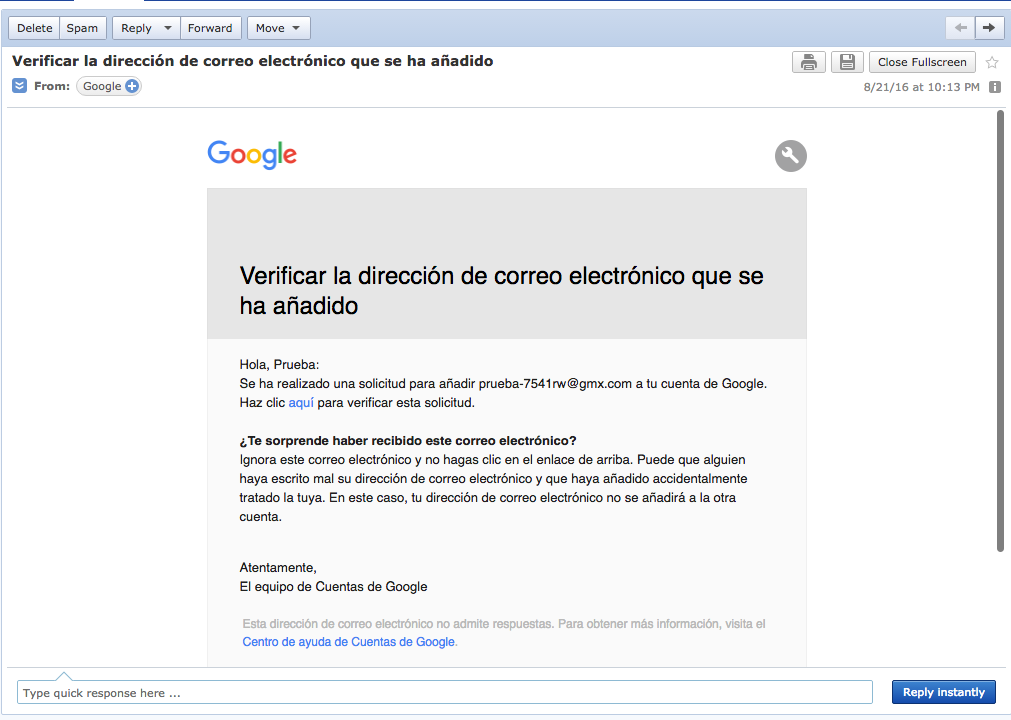 Delete Spam Reply Forward Move
Verificar la dirección de correo electrónico que se ha añadido
Close Fullscreen
From: Google
8/21/16 at 10:13 PM
Google
Verificar la dirección de correo electrónico que se
ha añadido
Hola, Prueba:
Se ha realizado una solicitud para añadir prueba-7541rw@gmx.com a tu cuenta de Google.
Haz clic aquí para verificar esta solicitud.
¿Te sorprende haber recibido este correo electrónico?
Ignora este correo electrónico y no hagas clic en el enlace de arriba. Puede que alguien
haya escrito mal su dirección de correo electrónico y que haya añadido accidentalmente
tratado la tuya. En este caso, tu dirección de correo electrónico no se añadirá a la otra
cuenta.
Atentamente,
El equipo de Cuentas de Google
Esta dirección de correo electrónico no admite respuestas. Para obtener más información, visita el
Centro de ayuda de Cuentas de Google.
Type quick response here ...
Reply instantly